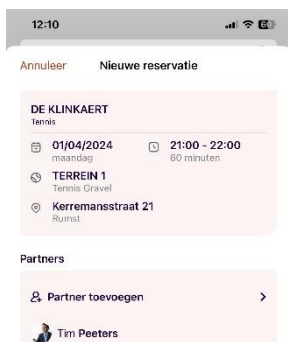 12:10
Annuleer Nieuwe reservatie
DE KLINKAERT
Tennis
01/04/2024 21:00 - 22:00
maandag 60 minuten
TERREIN 1
Tennis Gravel
Kerremansstraat 21
Rumst
Partners
Partner toevoegen
Tim Peeters